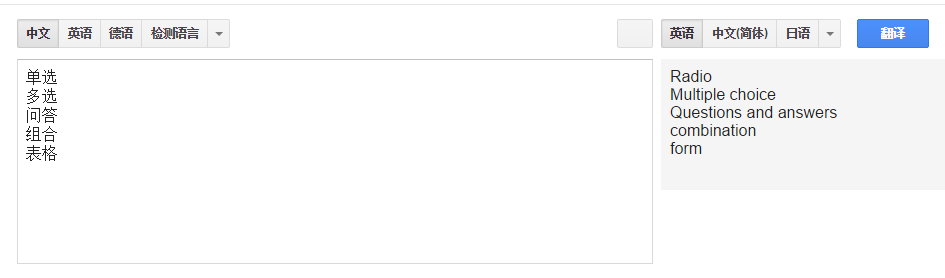 中文 英语 德语 检测语言 英语 中文(简体) 日语 翻译
单选
多选
问答
组合
表格
Radio
Multiple choice
Questions and answers
combination
form